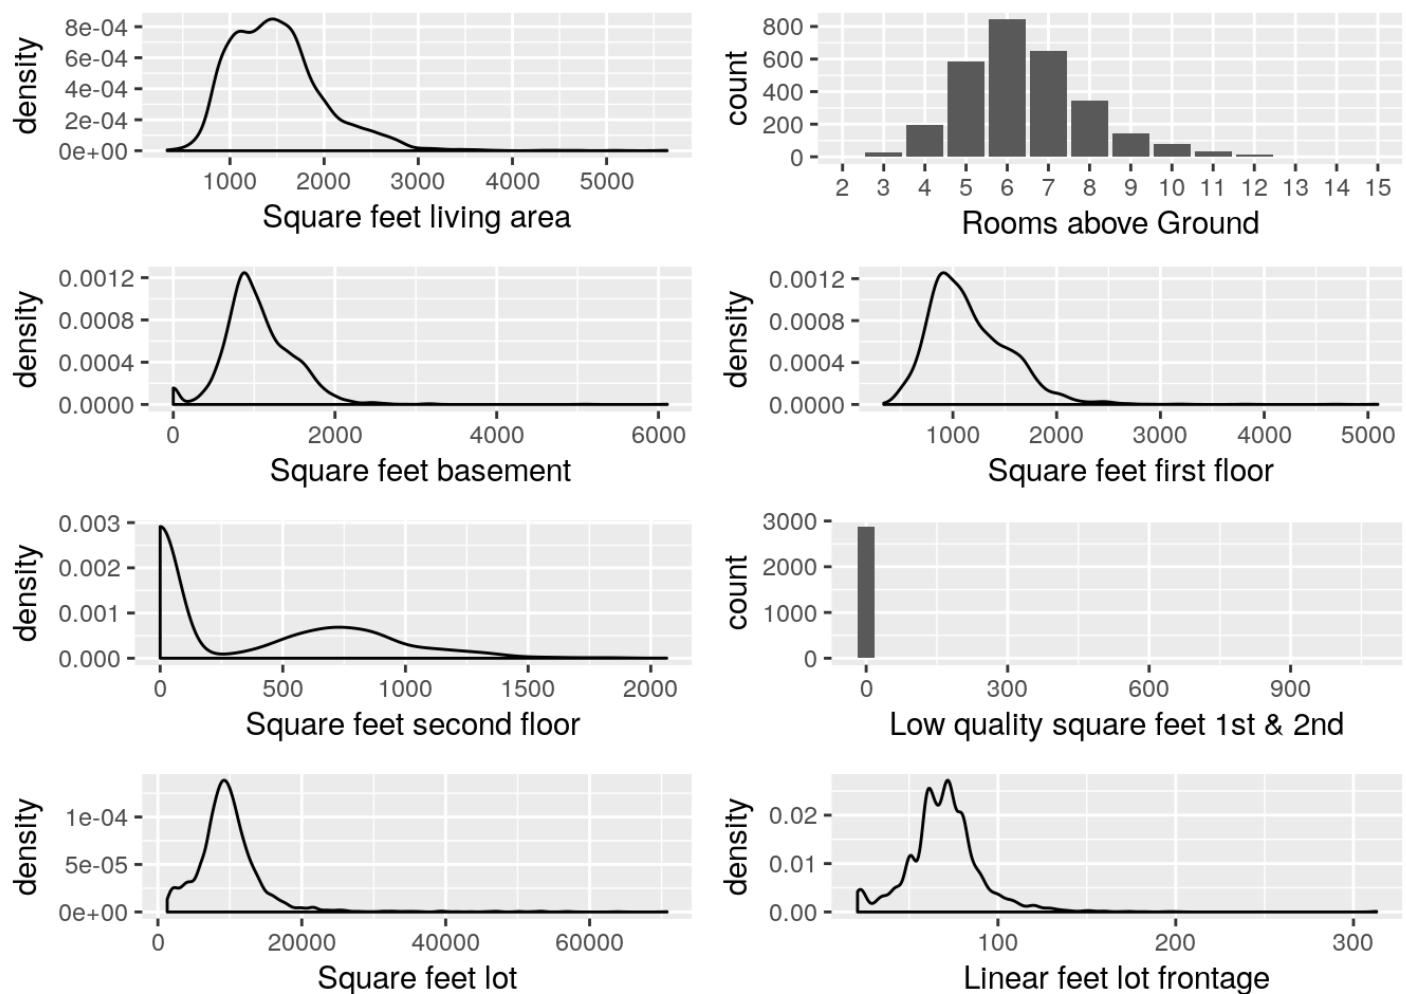 density
8e-04
6e-04
4e-04
2e-04
0e+00
1000 2000 3000 4000 5000
Square feet living area
count
800
600
400
200
0
2 3 4 5 6 7 8 9 10 11 12 13 14 15
Rooms above Ground
density
0.0012
0.0008
0.0004
0.0000
0 2000 4000 6000
Square feet basement
density
0.0012
0.0008
0.0004
0.0000
1000 2000 3000 4000 5000
Square feet first floor
density
0.003
0.002
0.001
0.000
0 500 1000 1500 2000
Square feet second floor
count
3000
2000
1000
0
0 300 600 900
Low quality square feet 1st & 2nd
density
1e-04
5e-05
0e+00
0 20000 40000 60000
Square feet lot
density
0.02
0.01
0.00
100 200 300
Linear feet lot frontage